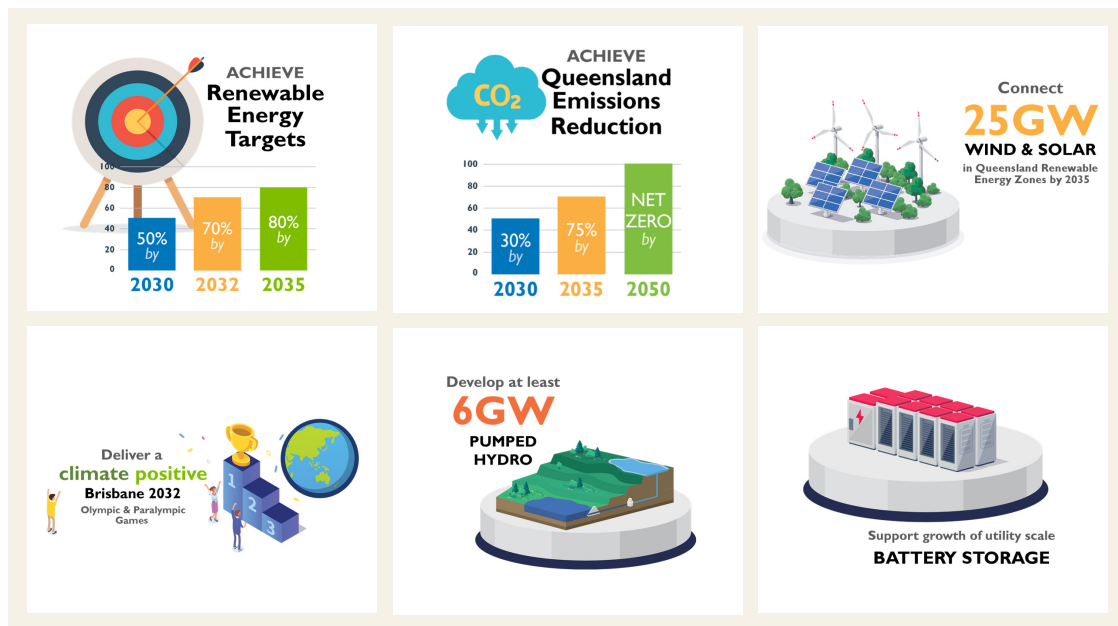 ACHIEVE
Renewable
Energy
Targets
100
80
60
40
20
0
50%
by
70%
by
80%
by
2030
2032
2035
CO2
ACHIEVE
Queensland
Emissions
Reduction
100
80
60
40
20
0
30%
by
75%
by
NET
ZERO
by
2030
2035
2050
Connect
25GW
WIND & SOLAR
in Queensland Renewable
Energy Zones by 2035
Deliver a
climate positive
Brisbane 2032
Olympic & Paralympic
Games
1
2
3
Develop at least
6GW
PUMPED
HYDRO
Support growth of utility scale
BATTERY STORAGE